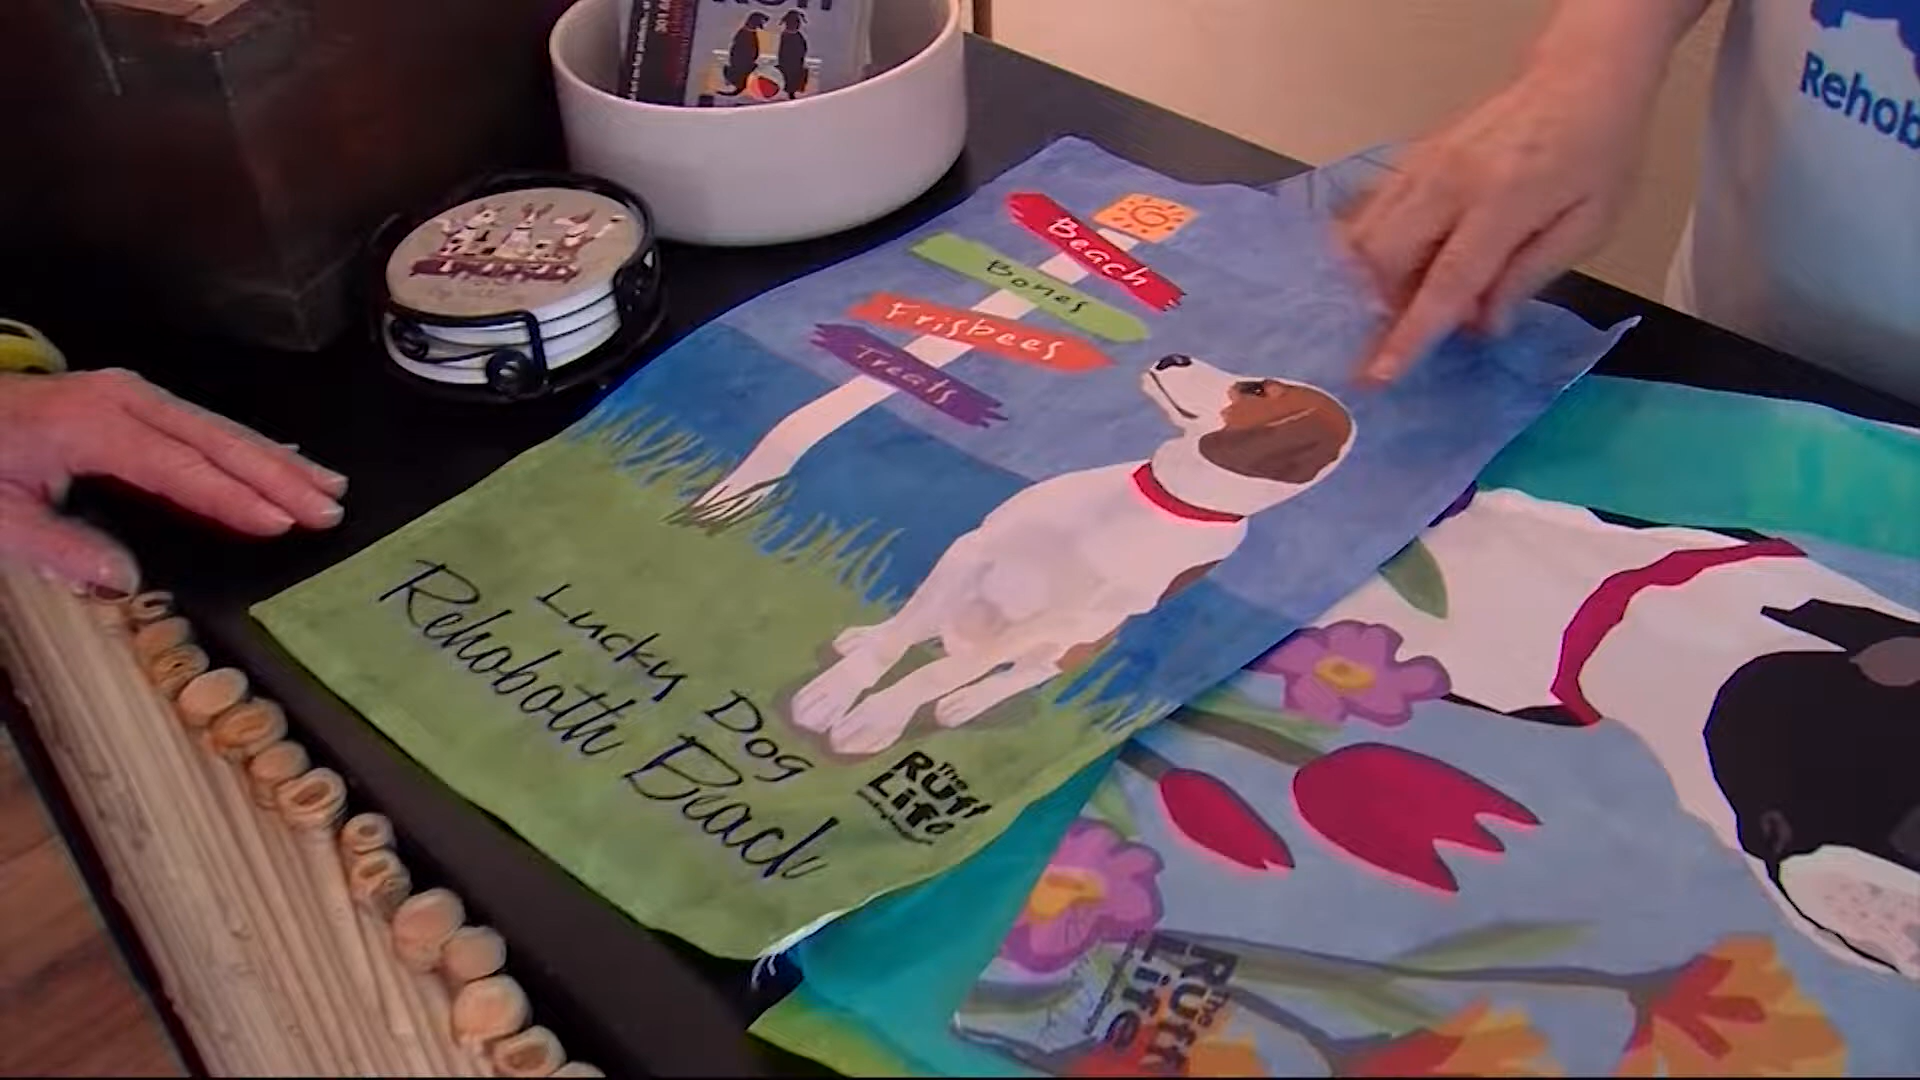 Rehob
Beach
Bones
Frisbees
Treats
Lucky Dog
Rehoboth Beach
The
Ruff
Life
The
Ruff
Life